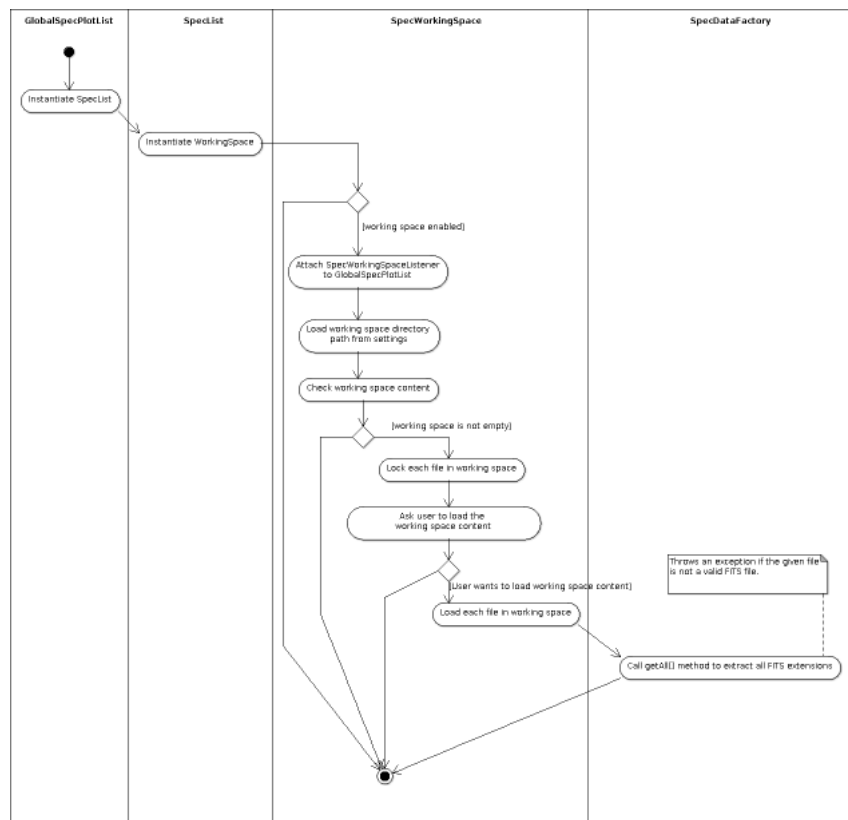 GlobalSpecPlotList
SpecList
SpecWorkingSpace
SpecDataFactory
Instantiate SpecList
Instantiate WorkingSpace
[working space enabled]
Attach SpecWorkingSpaceListener
to GlobalSpecPlotList
Load working space directory
path from settings
Check working space content
[working space is not empty]
Lock each file in working space
Ask user to load the
working space content
[User wants to load working space content]
Throws an exception if the given file
is not a valid FITS file.
Load each file in working space
Call getAll() method to extract all FITS extensions